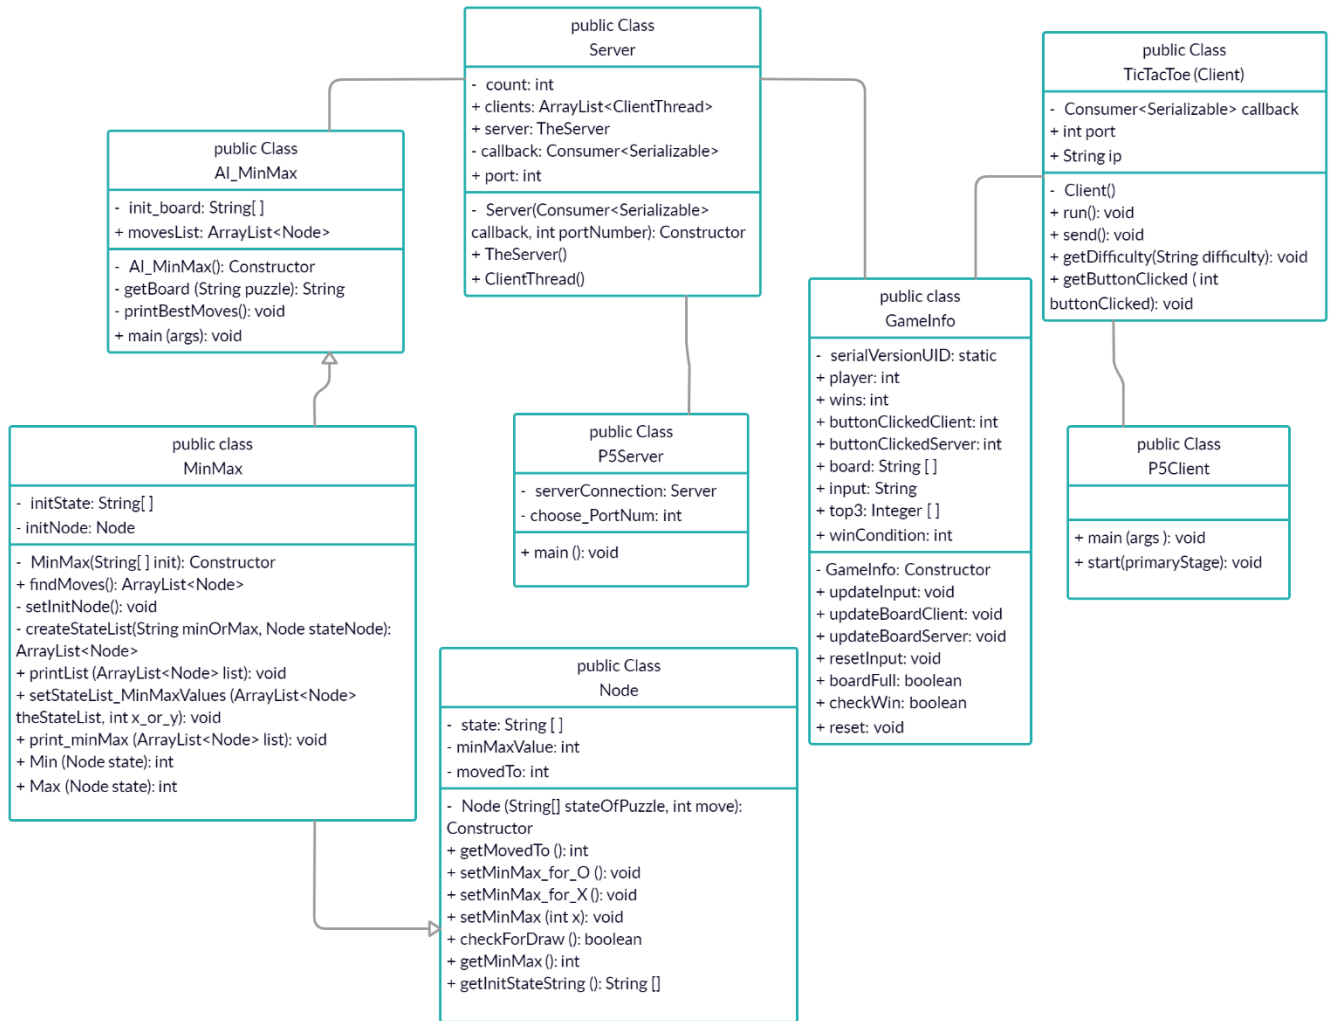 public Class
Server
- count: int
+ clients: ArrayList<ClientThread>
+ server: TheServer
- callback: Consumer<Serializable>
+ port: int
- Server(Consumer<Serializable>
callback, int portNumber): Constructor
+ TheServer()
+ ClientThread()
public Class
TicTacToe (Client)
- Consumer<Serializable> callback
+ int port
+ String ip
- Client()
+ run(): void
+ send(): void
+ getDifficulty(String difficulty): void
+ getButtonClicked ( int
buttonClicked): void
public Class
AI_MinMax
- init_board: String[ ]
+ movesList: ArrayList<Node>
- AI_MinMax(): Constructor
- getBoard (String puzzle): String
- printBestMoves(): void
+ main (args): void
public class
GameInfo
- serialVersionUID: static
+ player: int
+ wins: int
+ buttonClickedClient: int
+ buttonClickedServer: int
+ board: String [ ]
+ input: String
+ top3: Integer [ ]
+ winCondition: int
- GameInfo: Constructor
+ updateInput: void
+ updateBoardClient: void
+ updateBoardServer: void
+ resetInput: void
+ boardFull: boolean
+ checkWin: boolean
+ reset: void
public class
MinMax
- initState: String[ ]
- initNode: Node
- MinMax(String[ ] init): Constructor
+ findMoves(): ArrayList<Node>
- setInitNode(): void
- createStateList(String minOrMax, Node stateNode):
ArrayList<Node>
+ printList (ArrayList<Node> list): void
+ setStateList_MinMaxValues (ArrayList<Node>
theStateList, int x_or_y): void
+ print_minMax (ArrayList<Node> list): void
+ Min (Node state): int
+ Max (Node state): int
public Class
P5Server
- serverConnection: Server
- choose_PortNum: int
+ main (): void
public Class
P5Client
+ main (args ): void
+ start(primaryStage): void
public Class
Node
- state: String [ ]
- minMaxValue: int
- movedTo: int
- Node (String[] stateOfPuzzle, int move):
Constructor
+ getMovedTo (): int
+ setMinMax_for_O (): void
+ setMinMax_for_X (): void
+ setMinMax (int x): void
+ checkForDraw (): boolean
+ getMinMax (): int
+ getInitStateString (): String []